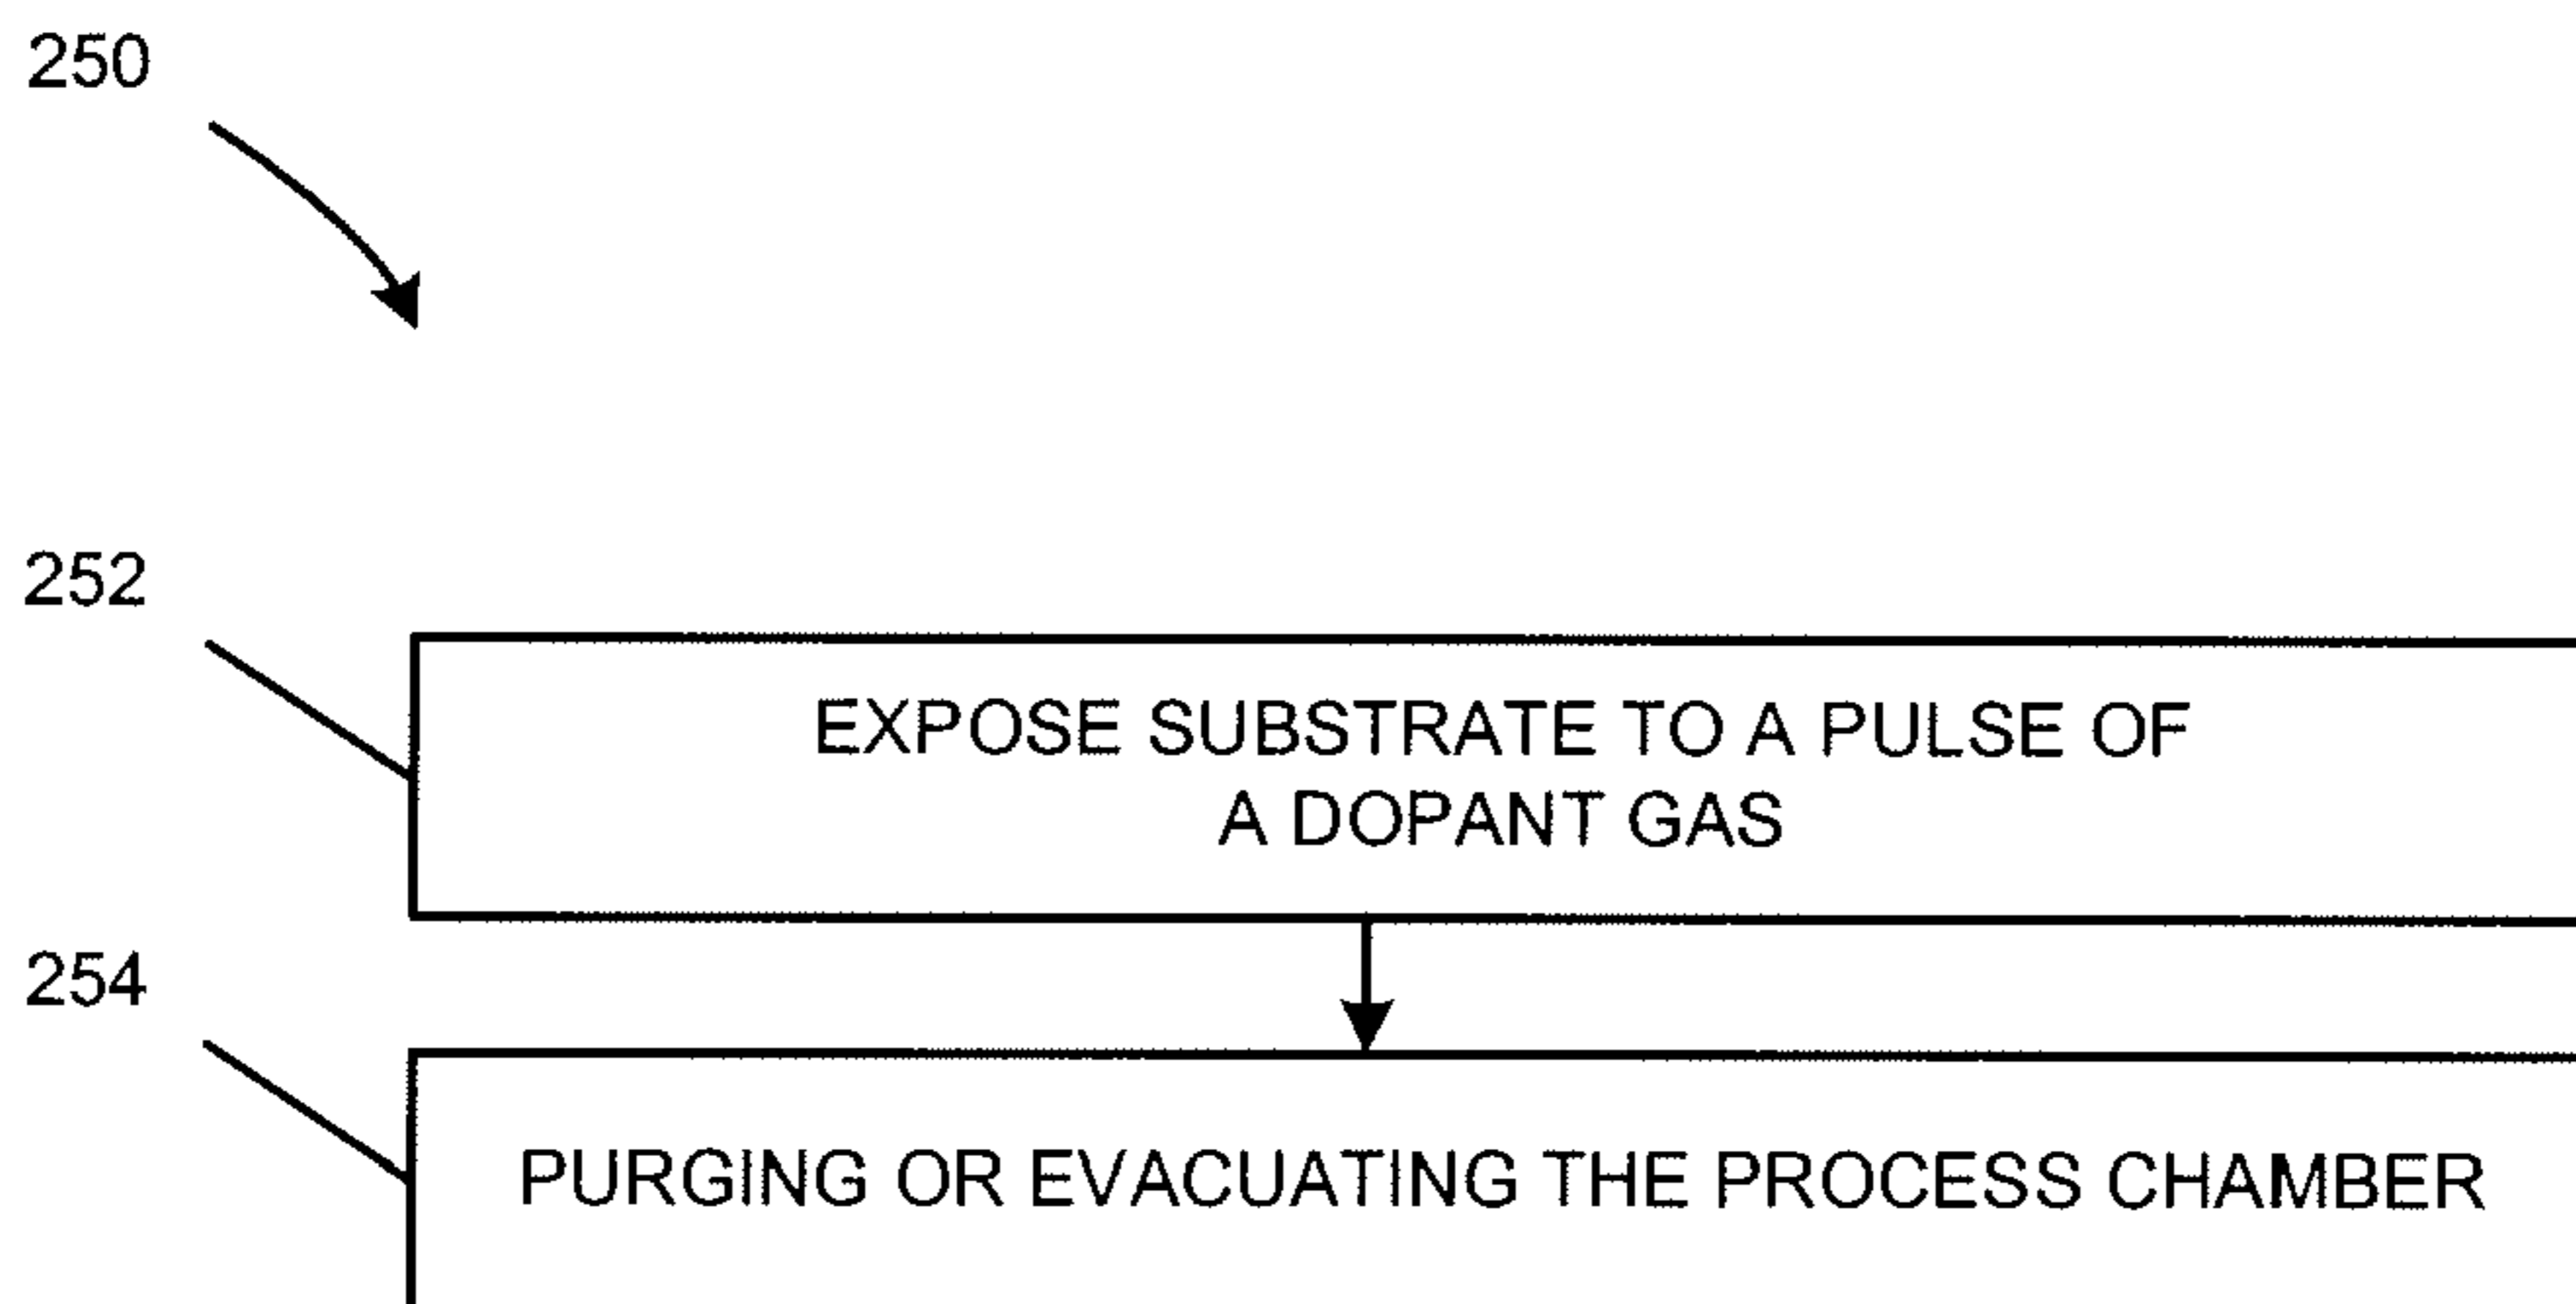 250
252
EXPOSE SUBSTRATE TO A PULSE OF
A DOPANT GAS
254
PURGING OR EVACUATING THE PROCESS CHAMBER